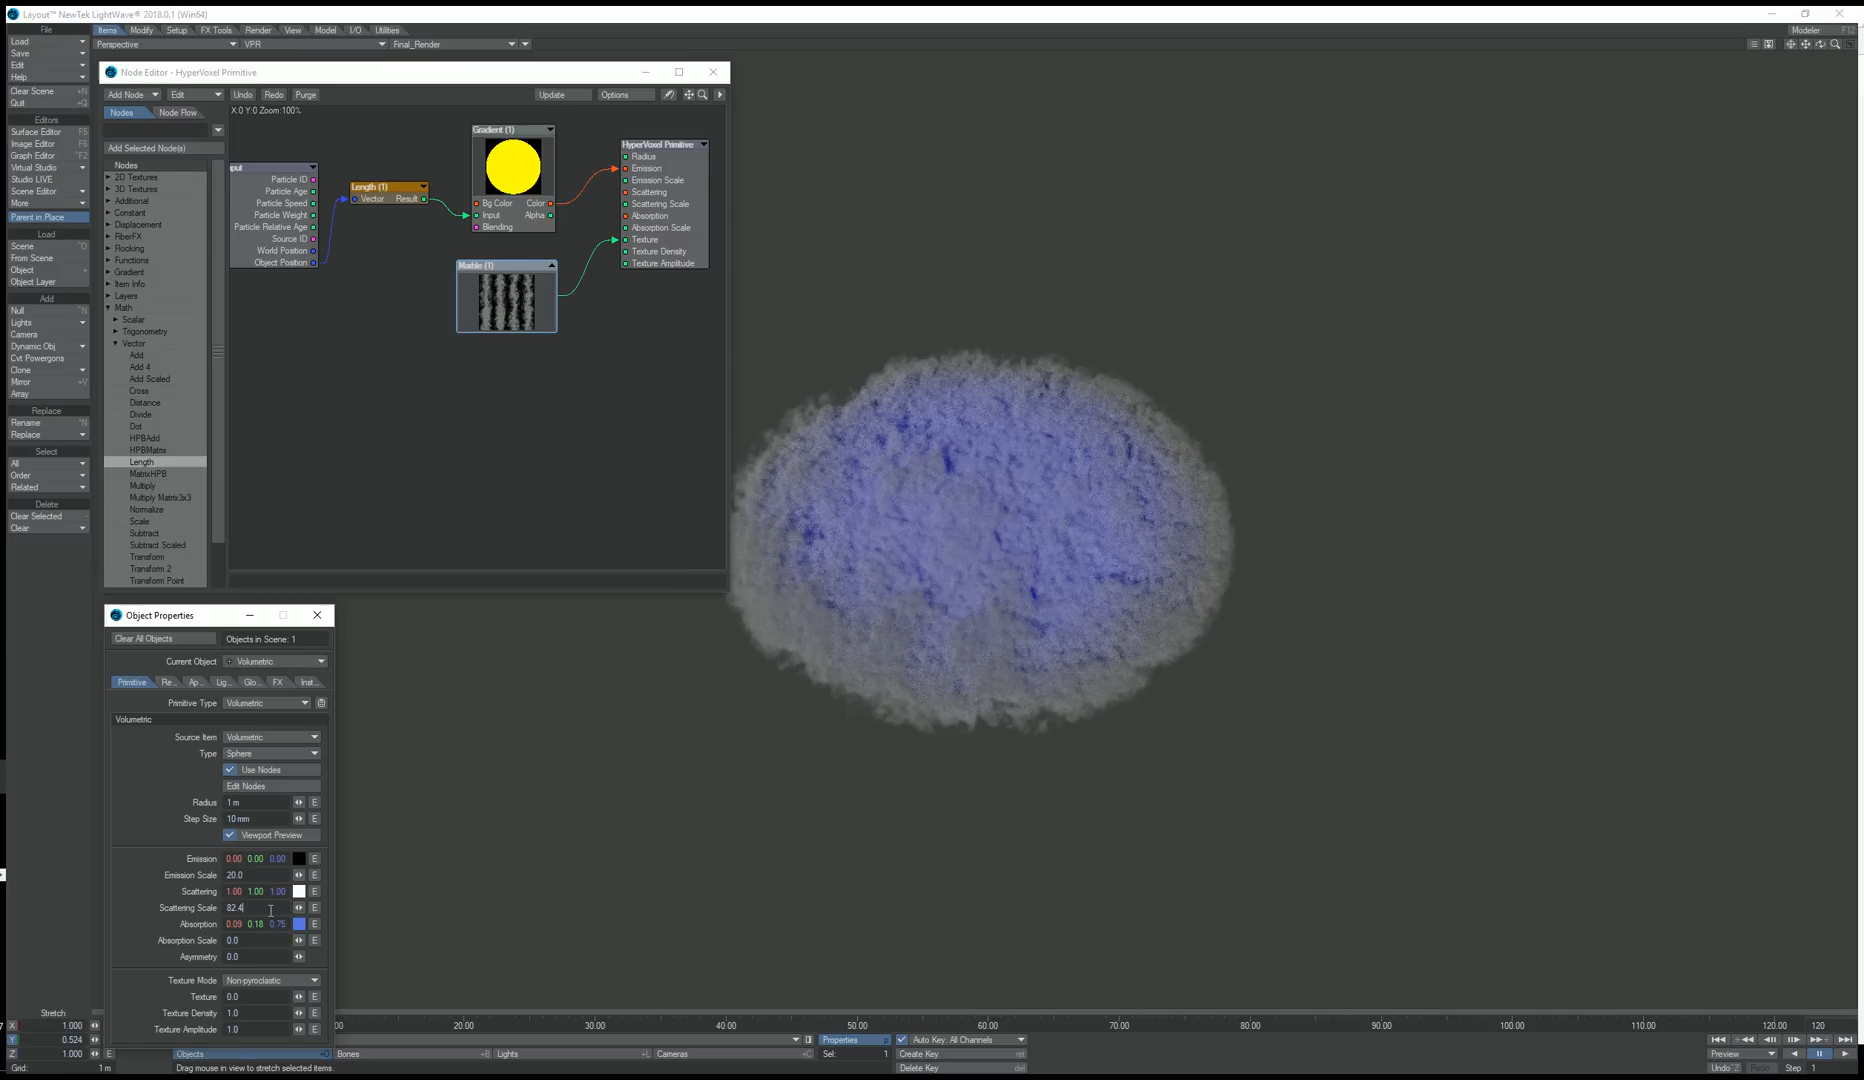 Layout™ NewTek LightWave® 2018.0.1 (Win64)
File
Items Modify Setup FX Tools Render View Model I/O Utilities
Modeler F12
Load
Perspective VPR Final_Render
Save
Edit
Help
Clear Scene +N
Quit +Q
Editors
Surface Editor F5
Image Editor F6
Graph Editor ^F2
Virtual Studio
Studio LIVE
Scene Editor
More
Parent in Place
Load
Scene ^O
From Scene
Object +
Object Layer
Add
Null ^N
Lights
Camera
Dynamic Obj
Cvt Powergons
Clone
Mirror +V
Array
Replace
Rename ^N
Replace
Select
All
Order
Related
Delete
Clear Selected -
Clear
Node Editor - HyperVoxel Primitive
Add Node Edit Undo Redo Purge Update Options
Nodes Node Flow
X:0 Y:0 Zoom:100%
Add Selected Node(s)
Nodes
2D Textures
3D Textures
Additional
Constant
Displacement
FiberFX
Flocking
Functions
Gradient
Item Info
Layers
Math
Scalar
Trigonometry
Vector
Add
Add 4
Add Scaled
Cross
Distance
Divide
Dot
HPBAdd
HPBMatrix
Length
MatrixHPB
Multiply
Multiply Matrix3x3
Normalize
Scale
Subtract
Subtract Scaled
Transform
Transform 2
Transform Point
put
Particle ID
Particle Age
Particle Speed
Particle Weight
Particle Relative Age
Source ID
World Position
Object Position
Length (1)
Vector Result
Gradient (1)
Bg Color Color
Input Alpha
Blending
Marble (1)
HyperVoxel Primitive
Radius
Emission
Emission Scale
Scattering
Scattering Scale
Absorption
Absorption Scale
Texture
Texture Density
Texture Amplitude
Object Properties
Clear All Objects Objects in Scene: 1
Current Object Volumetric
Primitive Re... Ap... Lig... Glo... FX Inst...
Primitive Type Volumetric
Volumetric
Source Item Volumetric
Type Sphere
Use Nodes
Edit Nodes
Radius 1 m E
Step Size 10 mm E
Viewport Preview
Emission 0.00 0.00 0.00 E
Emission Scale 20.0 E
Scattering 1.00 1.00 1.00 E
Scattering Scale 82.4 E
Absorption 0.09 0.18 0.75 E
Absorption Scale 0.0 E
Asymmetry 0.0
Texture Mode Non-pyroclastic
Texture 0.0 E
Texture Density 1.0 E
Texture Amplitude 1.0 E
Stretch
X 1.000
Y 0.524
Z 1.000 E
Grid: 1 m
:00 20.00 30.00 40.00 50.00 60.00 70.00 80.00 90.00 100.00 110.00 120.00 120
Properties Auto Key: All Channels
Objects +O Bones +B Lights +L Cameras +C Sel: 1 Create Key ret Preview
Drag mouse in view to stretch selected items. Delete Key del Undo ^Z Redo Step 1